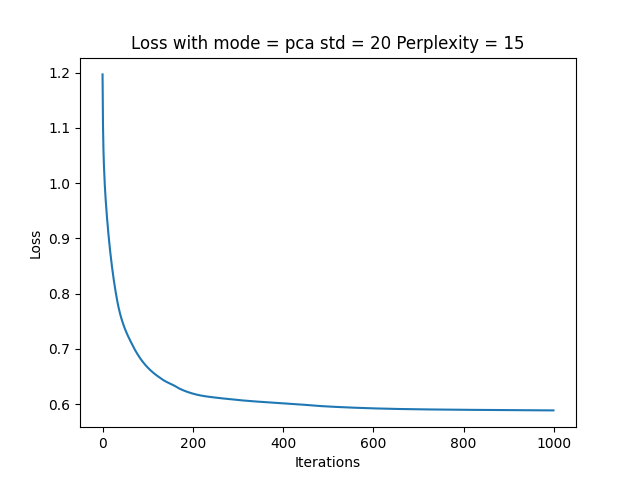 Loss with mode = pca std = 20 Perplexity = 15
1.2
1.1
1.0
0.9
0.8
0.7
0.6
Loss
0 200 400 600 800 1000
Iterations